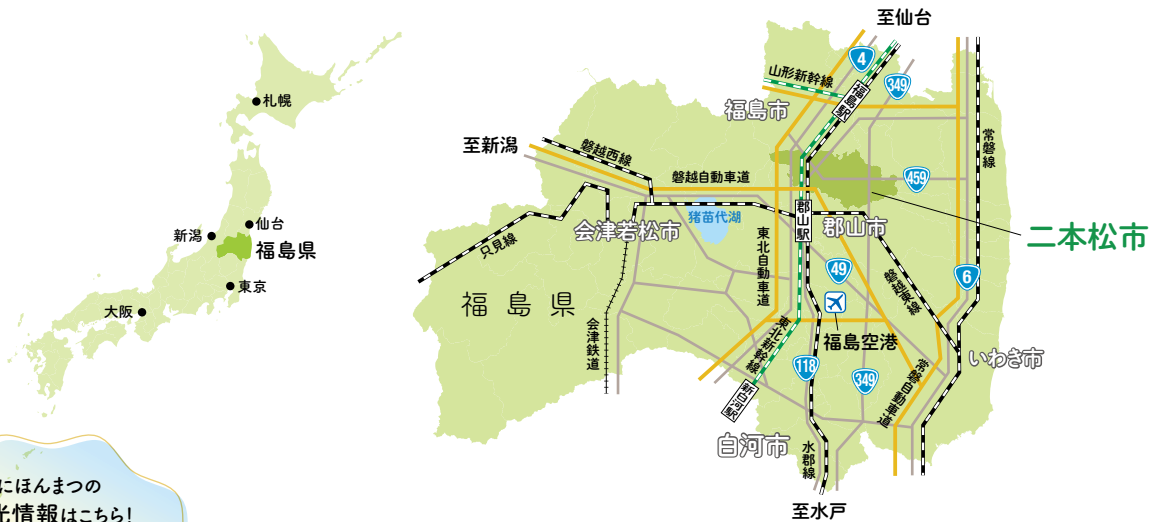 札幌
仙台
新潟
福島県
東京
大阪
至仙台
4
349
山形新幹線
福島駅
福島市
常磐線
至新潟
磐越西線
磐越自動車道
459
郡山駅
猪苗代湖
会津若松市
郡山市
二本松市
只見線
東北自動車道
49
磐越東線
6
福島県
会津鉄道
福島空港
東北新幹線
いわき市
118
349
常磐自動車道
新白河駅
白河市
水郡線
至水戸
にほんまつの
光情報はこちら!